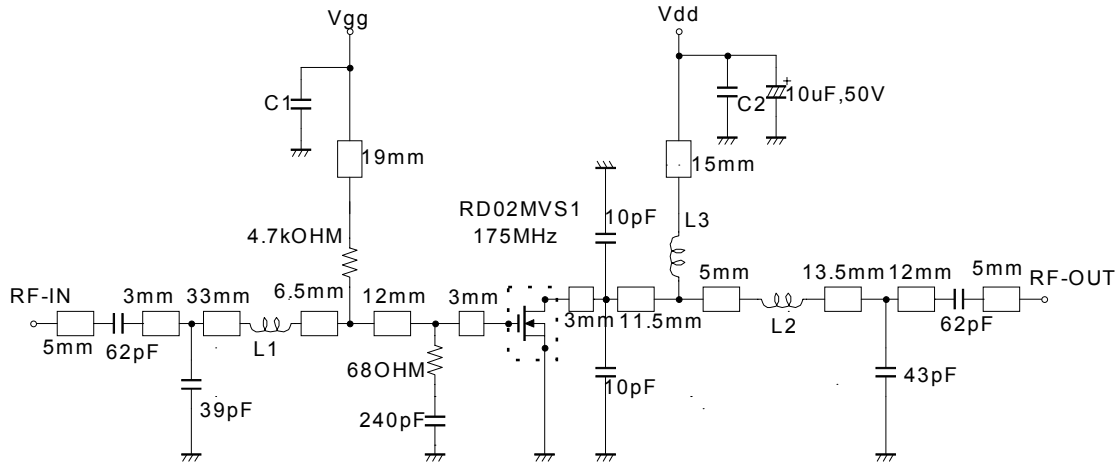 Vgg
Vdd
C1
C2
+
10uF,50V
19mm
15mm
RD02MVS1
175MHz
10pF
L3
4.7kOHM
RF-IN
3mm
33mm
6.5mm
12mm
3mm
5mm
13.5mm
12mm
5mm
RF-OUT
5mm
62pF
L1
3mm
11.5mm
L2
62pF
68OHM
39pF
240pF
10pF
43pF